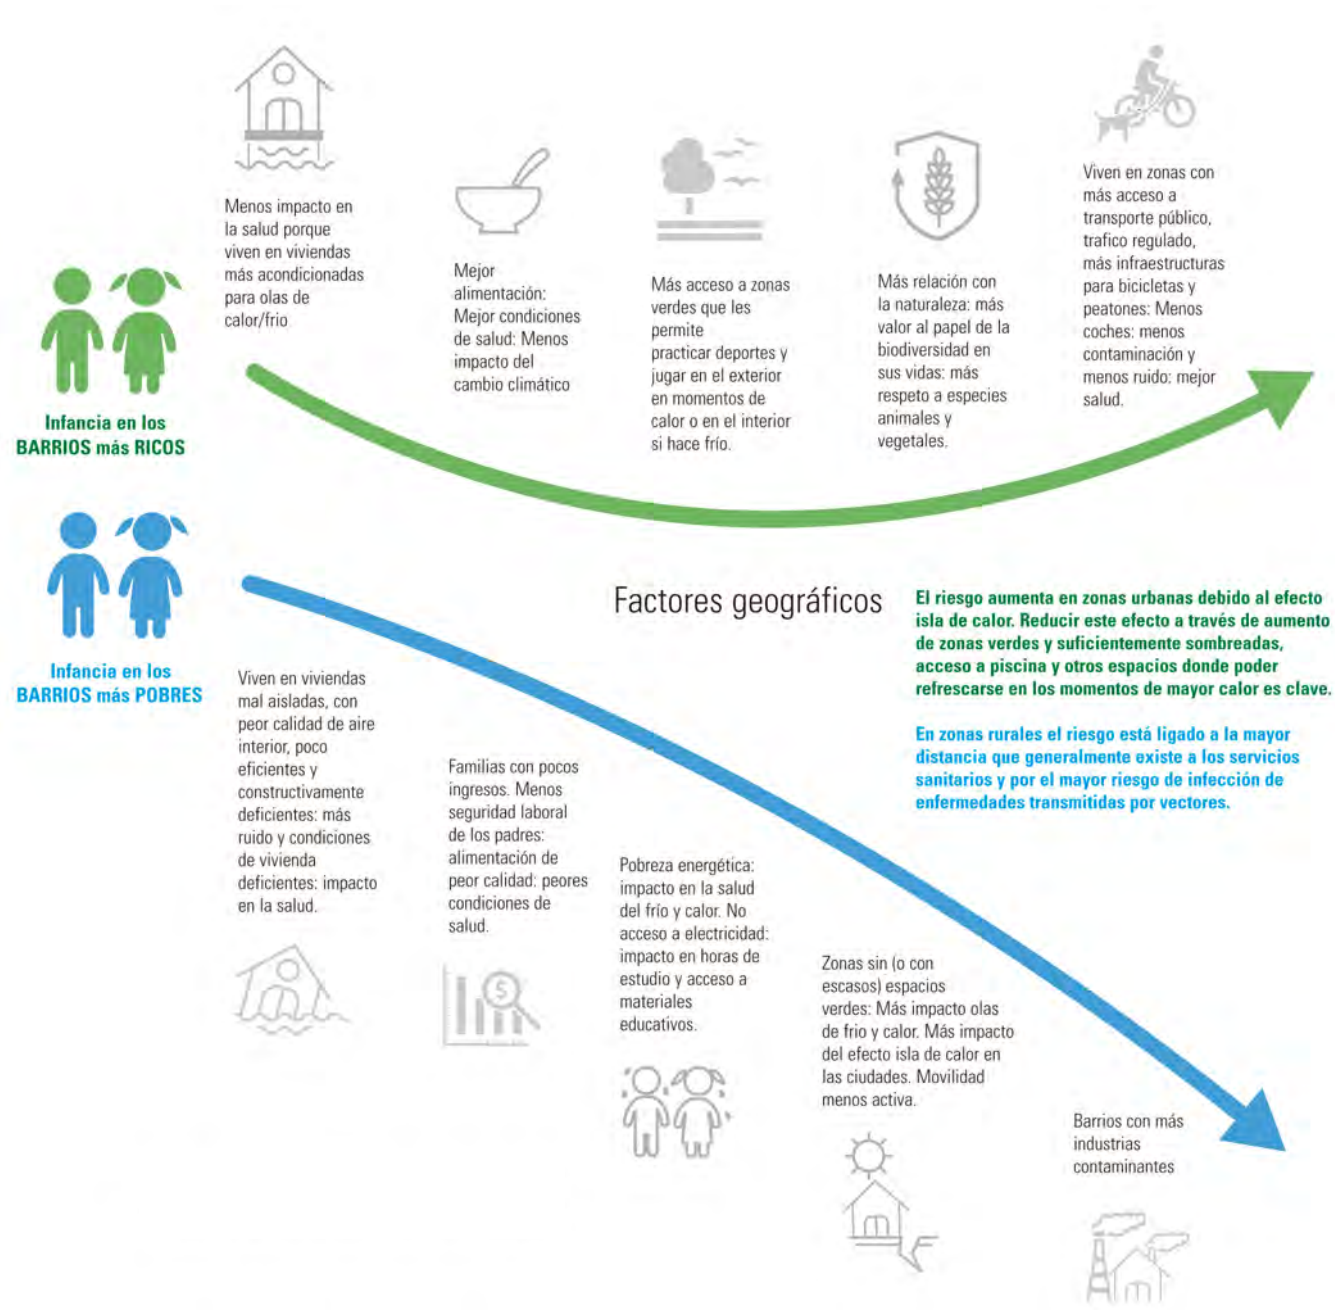 Menos impacto en
la salud porque
viven en viviendas
más acondicionadas
para olas de
calor/frio
Mejor
alimentación:
Mejor condiciones
de salud: Menos
impacto del
cambio climático
Más acceso a zonas
verdes que les
permite
practicar deportes y
jugar en el exterior
en momentos de
calor o en el interior
si hace frío.
Más relación con
la naturaleza: más
valor al papel de la
biodiversidad en
sus vidas: más
respeto a especies
animales y
vegetales.
Viven en zonas con
más acceso a
transporte público,
trafico regulado,
más infraestructuras
para bicicletas y
peatones: Menos
coches: menos
contaminación y
menos ruido: mejor
salud.
Infancia en los
BARRIOS más RICOS
Infancia en los
BARRIOS más POBRES
Factores geográficos
El riesgo aumenta en zonas urbanas debido al efecto
isla de calor. Reducir este efecto a través de aumento
de zonas verdes y suficientemente sombreadas,
acceso a piscina y otros espacios donde poder
refrescarse en los momentos de mayor calor es clave.
En zonas rurales el riesgo está ligado a la mayor
distancia que generalmente existe a los servicios
sanitarios y por el mayor riesgo de infección de
enfermedades transmitidas por vectores.
Viven en viviendas
mal aisladas, con
peor calidad de aire
interior, poco
eficientes y
constructivamente
deficientes: más
ruido y condiciones
de vivienda
deficientes: impacto
en la salud.
Familias con pocos
ingresos. Menos
seguridad laboral
de los padres:
alimentación de
peor calidad: peores
condiciones de
salud.
$
Pobreza energética:
impacto en la salud
del frío y calor. No
acceso a electricidad:
impacto en horas de
estudio y acceso a
materiales
educativos.
Zonas sin (o con
escasos) espacios
verdes: Más impacto olas
de frio y calor. Más impacto
del efecto isla de calor en
las ciudades. Movilidad
menos activa.
Barrios con más
industrias
contaminantes